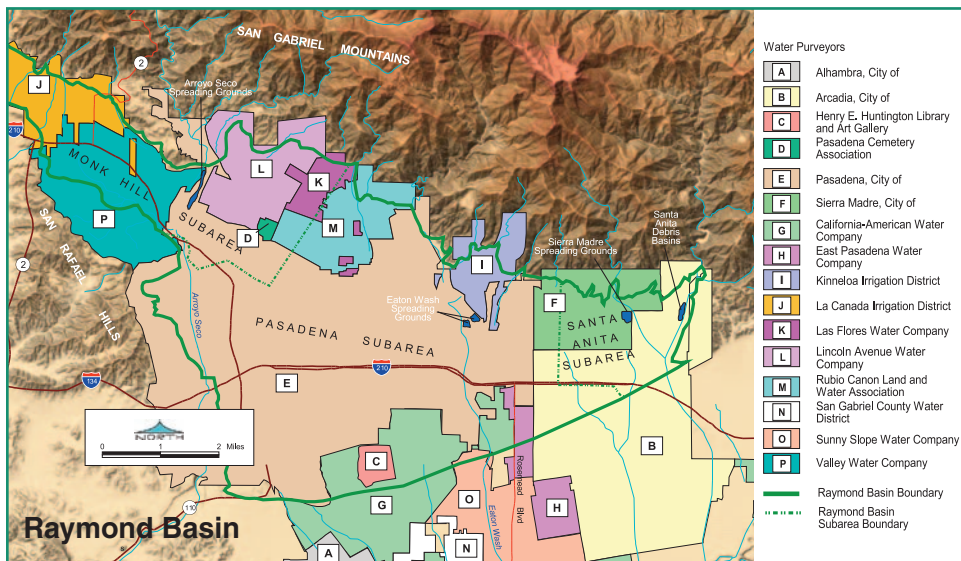 SAN GABRIEL MOUNTAINS
2
Arroyo Seco
Spreading Grounds
J
210
MONK HILL
SUBAREA
P
L
K
M
D
SAN RAFAEL HILLS
2
Arroyo Seco
I
Sierra Madre
Spreading Grounds
Santa
Anita
Debris
Basins
Eaton Wash
Spreading
Grounds
F
SANTA
ANITA
SUBAREA
PASADENA SUBAREA
134
E
210
NORTH
0 1 2 Miles
C
G
B
H
O
N
A
Rosemead Blvd
Eaton Wash
110
Raymond Basin
Water Purveyors
A Alhambra, City of
B Arcadia, City of
C Henry E. Huntington Library
and Art Gallery
D Pasadena Cemetery
Association
E Pasadena, City of
F Sierra Madre, City of
G California-American Water
Company
H East Pasadena Water
Company
I Kinneloa Irrigation District
J La Canada Irrigation District
K Las Flores Water Company
L Lincoln Avenue Water
Company
M Rubio Canon Land and
Water Association
N San Gabriel County Water
District
O Sunny Slope Water Company
P Valley Water Company
Raymond Basin Boundary
Raymond Basin
Subarea Boundary